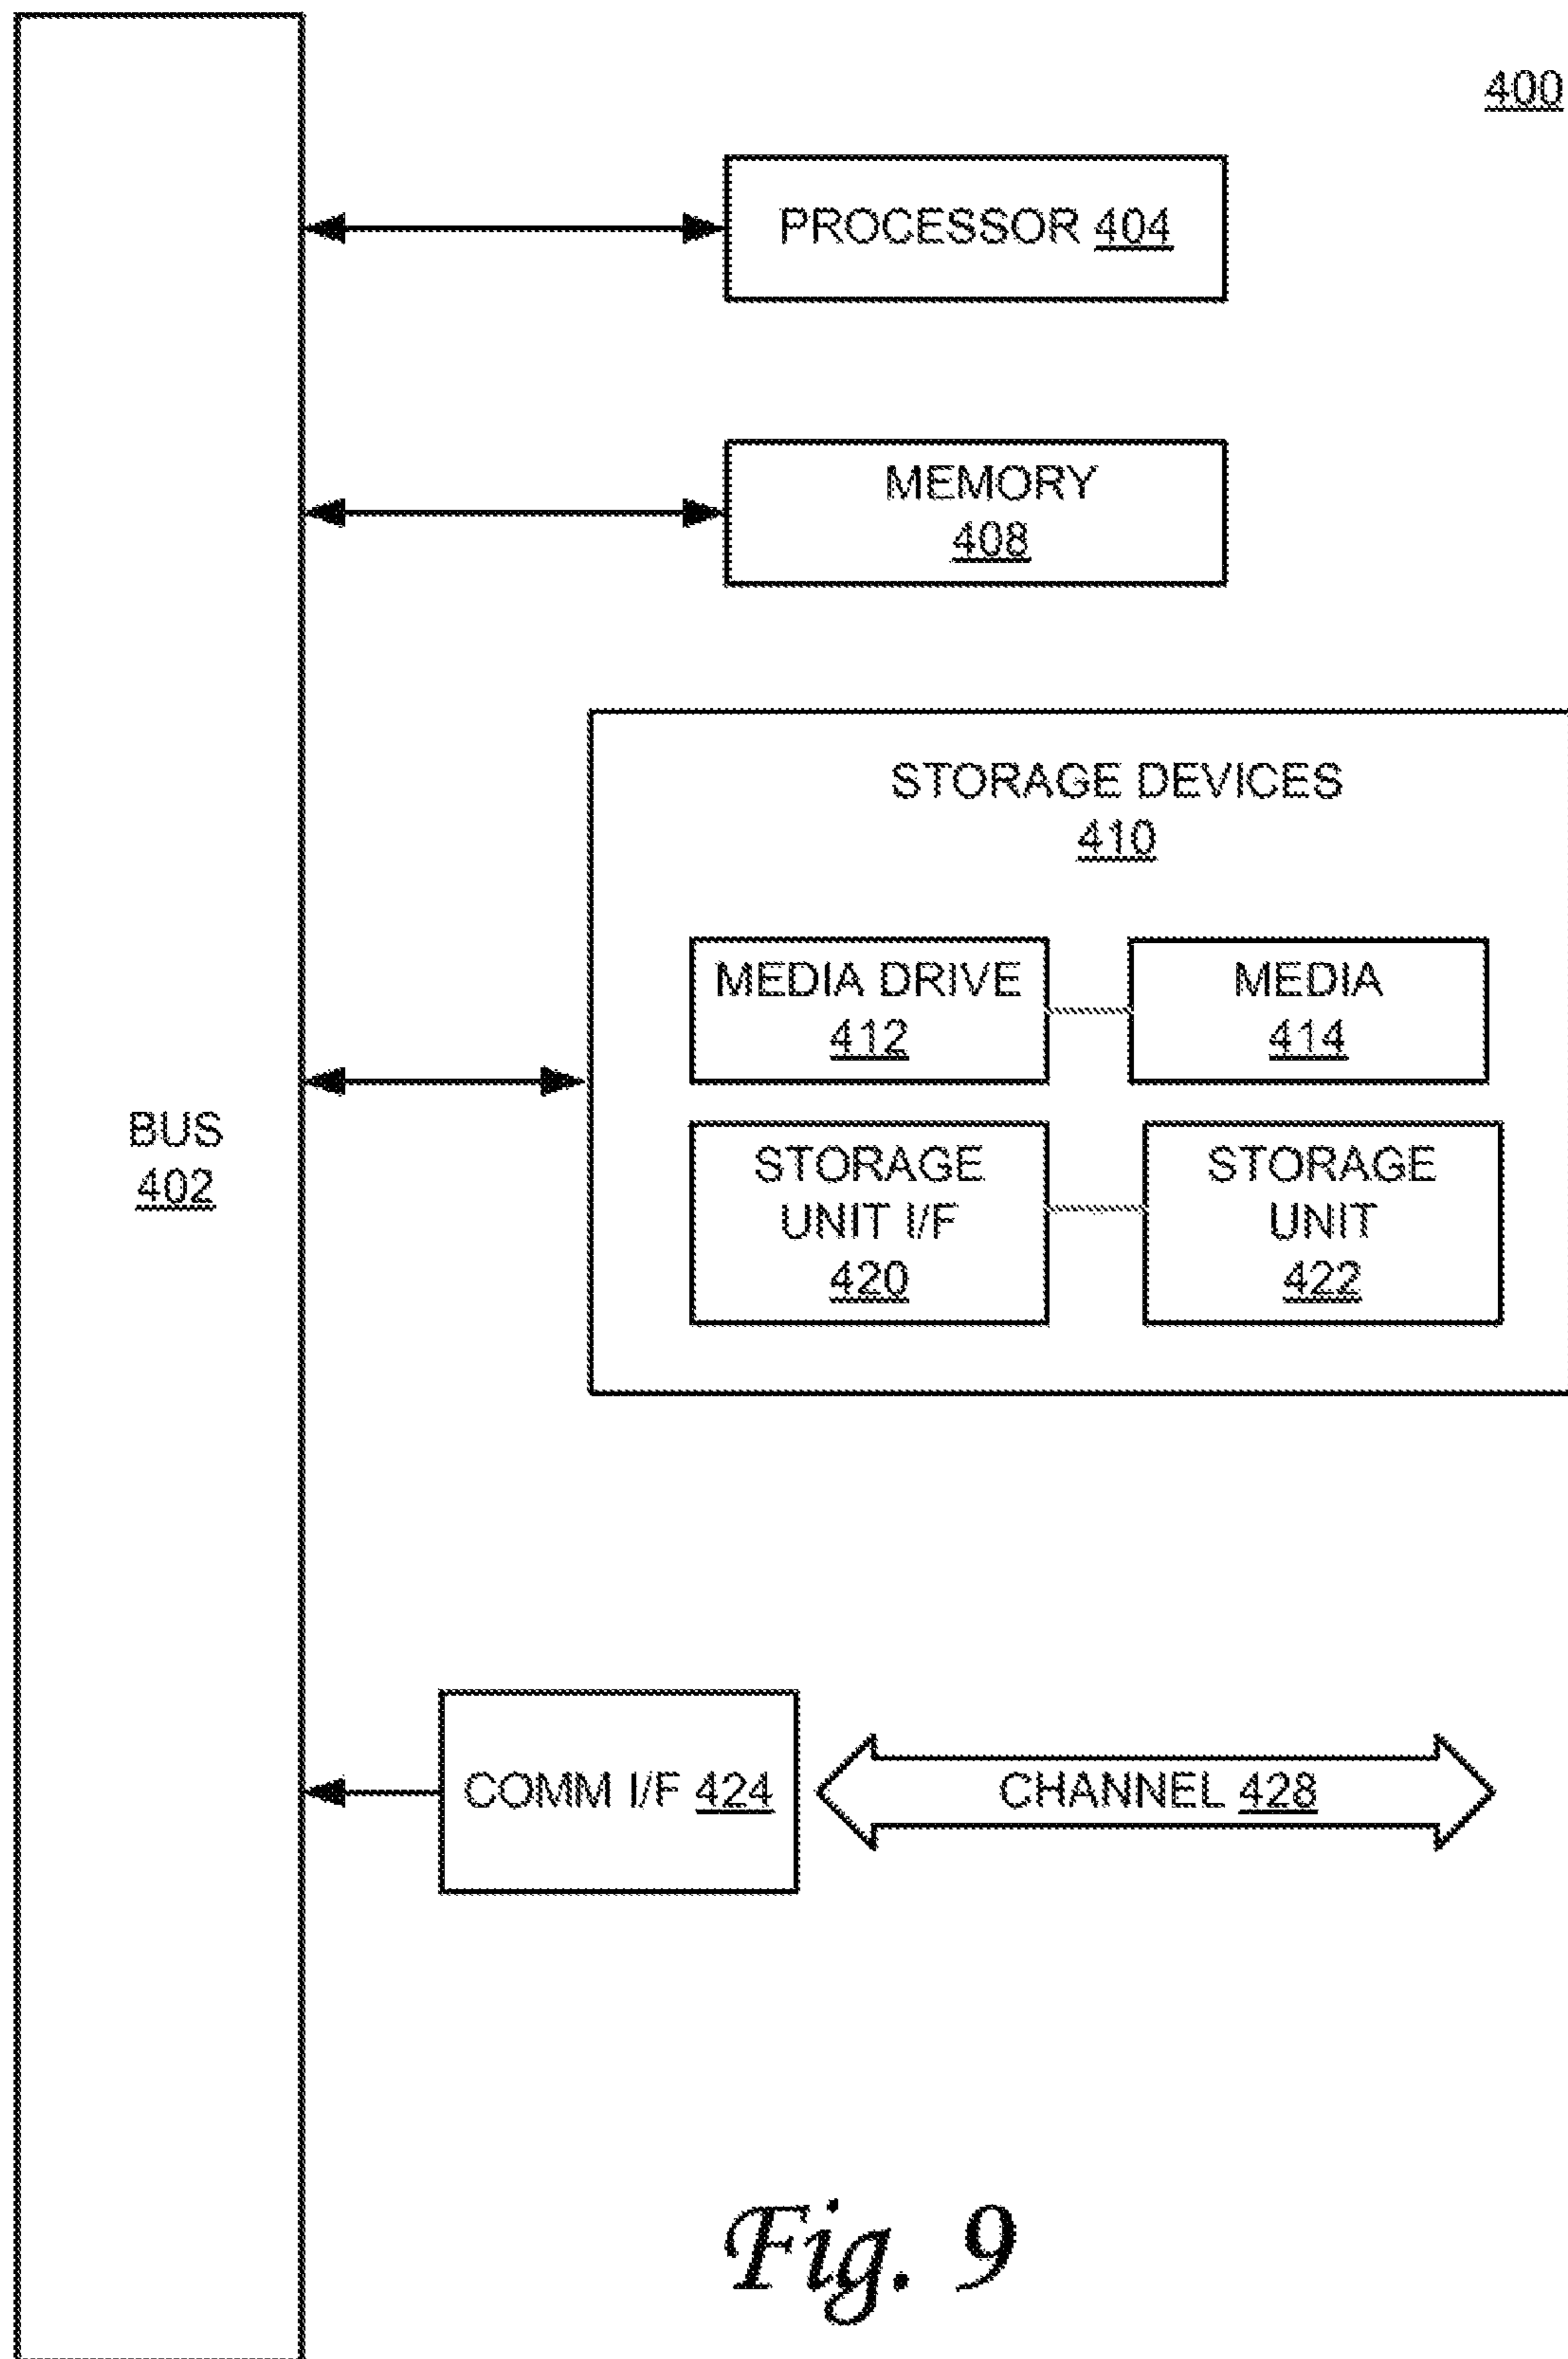 400
PROCESSOR 404
MEMORY
408
STORAGE DEVICES
410
MEDIA DRIVE
412
MEDIA
414
BUS
402
STORAGE
UNIT I/F
420
STORAGE
UNIT
422
COMM I/F 424
CHANNEL 428
Fig. 9